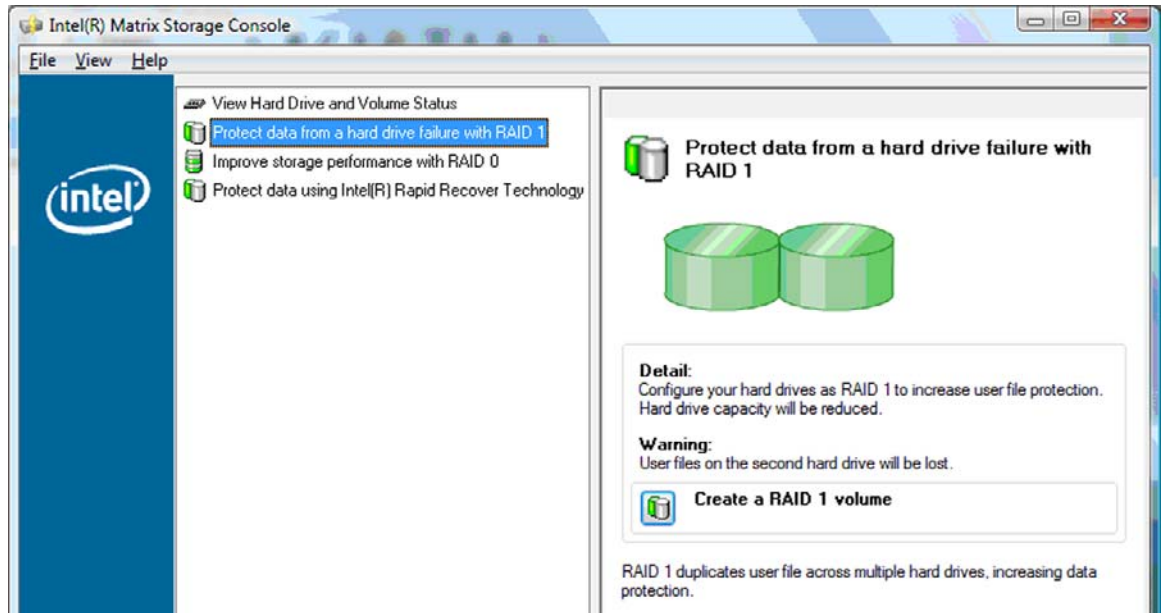 Intel(R) Matrix Storage Console
File View Help
intel
View Hard Drive and Volume Status
Protect data from a hard drive failure with RAID 1
Improve storage performance with RAID 0
Protect data using Intel(R) Rapid Recover Technology
Protect data from a hard drive failure with
RAID 1
Detail:
Configure your hard drives as RAID 1 to increase user file protection.
Hard drive capacity will be reduced.
Warning:
User files on the second hard drive will be lost.
Create a RAID 1 volume
RAID 1 duplicates user file across multiple hard drives, increasing data
protection.